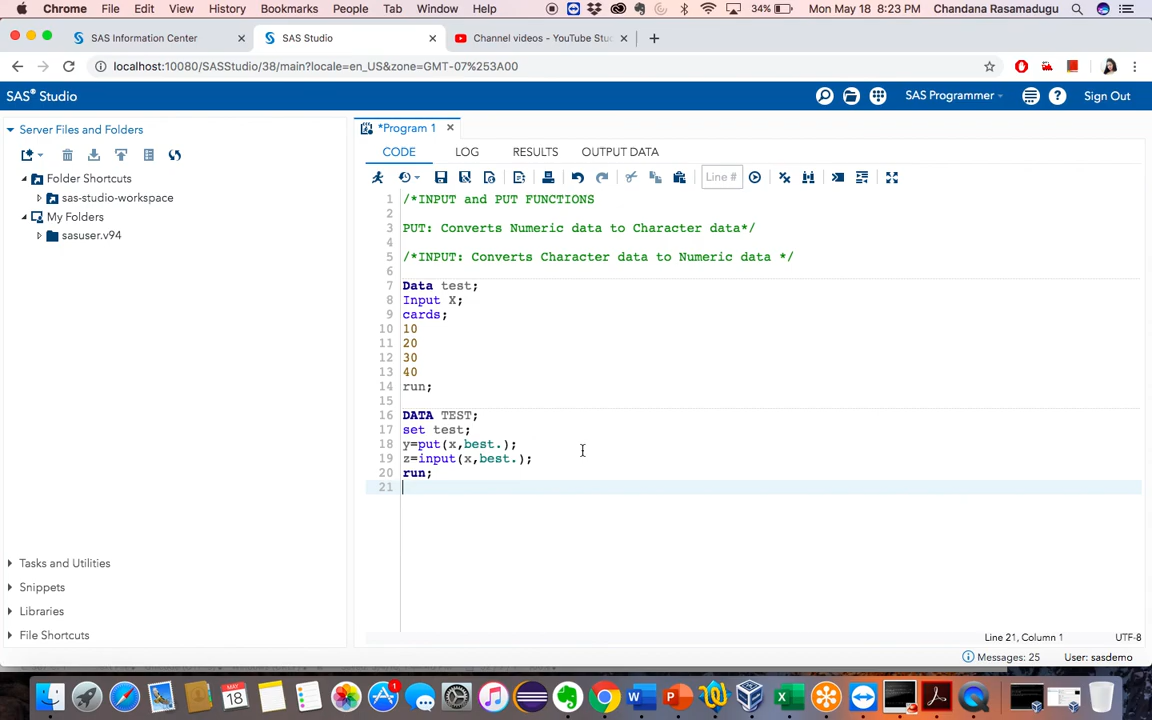 Chrome File Edit View History Bookmarks People Tab Window Help 34% Mon May 18 8:23 PM Chandana Rasamadugu
SAS Information Center SAS Studio Channel videos - YouTube Stu
localhost:10080/SASStudio/38/main?locale=en_US&zone=GMT-07%253A00
SAS® Studio SAS Programmer Sign Out
Server Files and Folders
Folder Shortcuts
sas-studio-workspace
My Folders
sasuser.v94
Tasks and Utilities
Snippets
Libraries
File Shortcuts
*Program 1
CODE LOG RESULTS OUTPUT DATA
Line #
1 /*INPUT and PUT FUNCTIONS
2
3 PUT: Converts Numeric data to Character data*/
4
5 /*INPUT: Converts Character data to Numeric data */
6
7 Data test;
8 Input X;
9 cards;
10 10
11 20
12 30
13 40
14 run;
15
16 DATA TEST;
17 set test;
18 y=put(x,best.);
19 z=input(x,best.);
20 run;
21
Line 21, Column 1 UTF-8
Messages: 25 User: sasdemo
MAY
18
1